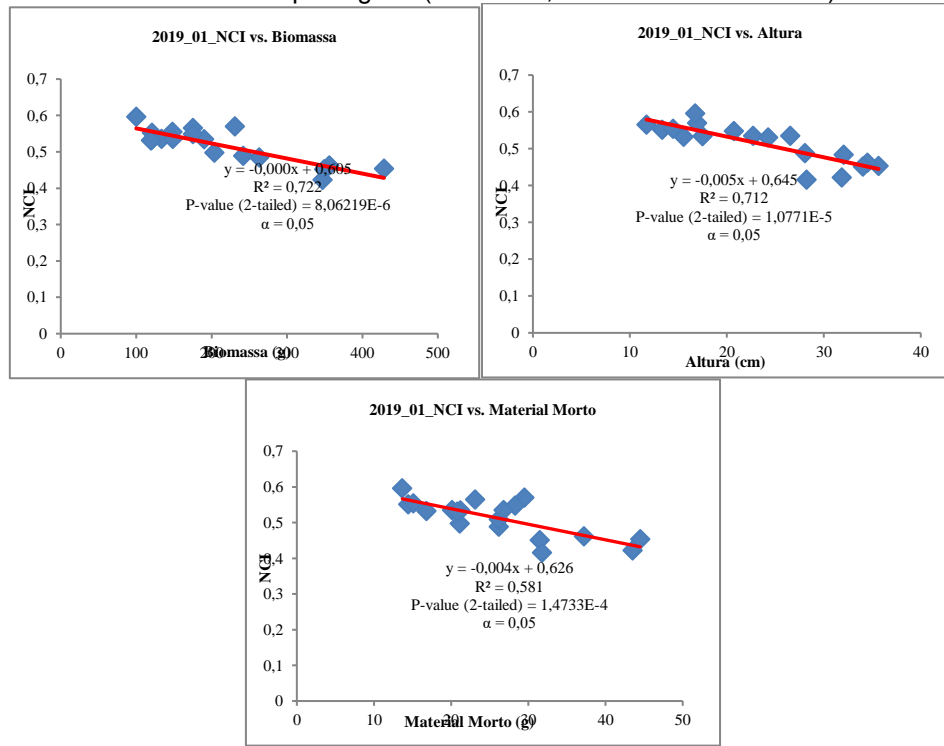 2019_01_NCI vs. Biomassa
0,7
0,6
0,5
0,4
0,3
0,2
0,1
0
NCI
y = -0,000x + 0,605
R² = 0,722
P-value (2-tailed) = 8,06219E-6
α = 0,05
0 100 200 300 400 500
Biomassa (g)
2019_01_NCI vs. Altura
0,7
0,6
0,5
0,4
0,3
0,2
0,1
0
NCI
y = -0,005x + 0,645
R² = 0,712
P-value (2-tailed) = 1,0771E-5
α = 0,05
0 10 20 30 40
Altura (cm)
2019_01_NCI vs. Material Morto
0,7
0,6
0,5
0,4
0,3
0,2
0,1
0
NCI
y = -0,004x + 0,626
R² = 0,581
P-value (2-tailed) = 1,4733E-4
α = 0,05
0 10 20 30 40 50
Material Morto (g)